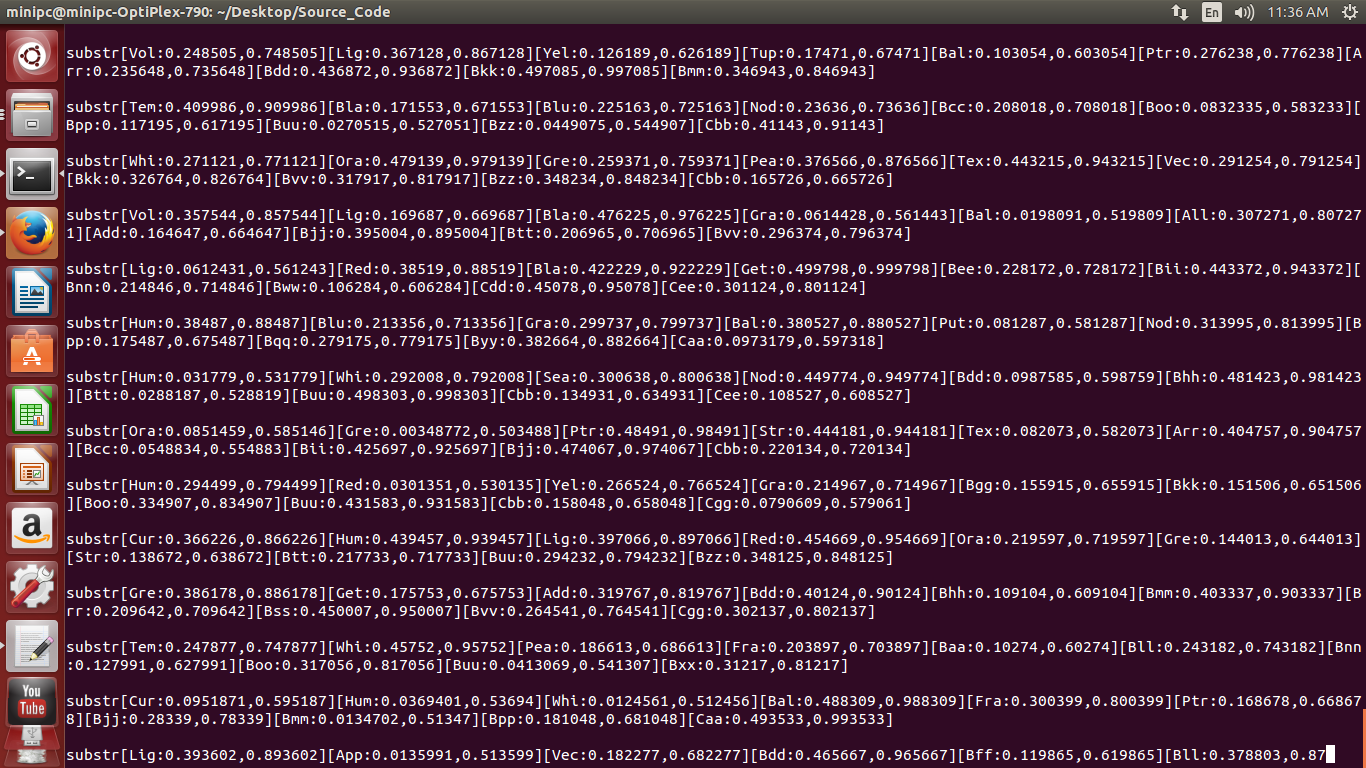 minipc@minipc-OptiPlex-790: ~/Desktop/Source_Code
En
11:36 AM
substr[Vol:0.248505,0.748505][Lig:0.367128,0.867128][Yel:0.126189,0.626189][Tup:0.17471,0.67471][Bal:0.103054,0.603054][Ptr:0.276238,0.776238][A
rr:0.235648,0.735648][Bdd:0.436872,0.936872][Bkk:0.497085,0.997085][Bmm:0.346943,0.846943]
substr[Tem:0.409986,0.909986][Bla:0.171553,0.671553][Blu:0.225163,0.725163][Nod:0.23636,0.73636][Bcc:0.208018,0.708018][Boo:0.0832335,0.583233][
Bpp:0.117195,0.617195][Buu:0.0270515,0.527051][Bzz:0.0449075,0.544907][Cbb:0.41143,0.91143]
substr[Whi:0.271121,0.771121][Ora:0.479139,0.979139][Gre:0.259371,0.759371][Pea:0.376566,0.876566][Tex:0.443215,0.943215][Vec:0.291254,0.791254]
[Bkk:0.326764,0.826764][Bvv:0.317917,0.817917][Bzz:0.348234,0.848234][Cbb:0.165726,0.665726]
substr[Vol:0.357544,0.857544][Lig:0.169687,0.669687][Bla:0.476225,0.976225][Gra:0.0614428,0.561443][Bal:0.0198091,0.519809][All:0.307271,0.80727
1][Add:0.164647,0.664647][Bjj:0.395004,0.895004][Btt:0.206965,0.706965][Bvv:0.296374,0.796374]
substr[Lig:0.0612431,0.561243][Red:0.38519,0.88519][Bla:0.422229,0.922229][Get:0.499798,0.999798][Bee:0.228172,0.728172][Bii:0.443372,0.943372][
Bnn:0.214846,0.714846][Bww:0.106284,0.606284][Cdd:0.45078,0.95078][Cee:0.301124,0.801124]
substr[Hum:0.38487,0.88487][Blu:0.213356,0.713356][Gra:0.299737,0.799737][Bal:0.380527,0.880527][Put:0.081287,0.581287][Nod:0.313995,0.813995][B
pp:0.175487,0.675487][Bqq:0.279175,0.779175][Byy:0.382664,0.882664][Caa:0.0973179,0.597318]
substr[Hum:0.031779,0.531779][Whi:0.292008,0.792008][Sea:0.300638,0.800638][Nod:0.449774,0.949774][Bdd:0.0987585,0.598759][Bhh:0.481423,0.981423
][Btt:0.0288187,0.528819][Buu:0.498303,0.998303][Cbb:0.134931,0.634931][Cee:0.108527,0.608527]
substr[Ora:0.0851459,0.585146][Gre:0.00348772,0.503488][Ptr:0.48491,0.98491][Str:0.444181,0.944181][Tex:0.082073,0.582073][Arr:0.404757,0.904757
][Bcc:0.0548834,0.554883][Bii:0.425697,0.925697][Bjj:0.474067,0.974067][Cbb:0.220134,0.720134]
substr[Hum:0.294499,0.794499][Red:0.0301351,0.530135][Yel:0.266524,0.766524][Gra:0.214967,0.714967][Bgg:0.155915,0.655915][Bkk:0.151506,0.651506
][Boo:0.334907,0.834907][Buu:0.431583,0.931583][Cbb:0.158048,0.658048][Cgg:0.0790609,0.579061]
substr[Cur:0.366226,0.866226][Hum:0.439457,0.939457][Lig:0.397066,0.897066][Red:0.454669,0.954669][Ora:0.219597,0.719597][Gre:0.144013,0.644013]
[Str:0.138672,0.638672][Btt:0.217733,0.717733][Buu:0.294232,0.794232][Bzz:0.348125,0.848125]
substr[Gre:0.386178,0.886178][Get:0.175753,0.675753][Add:0.319767,0.819767][Bdd:0.40124,0.90124][Bhh:0.109104,0.609104][Bmm:0.403337,0.903337][B
rr:0.209642,0.709642][Bss:0.450007,0.950007][Bvv:0.264541,0.764541][Cgg:0.302137,0.802137]
substr[Tem:0.247877,0.747877][Whi:0.45752,0.95752][Pea:0.186613,0.686613][Fra:0.203897,0.703897][Baa:0.10274,0.60274][Bll:0.243182,0.743182][Bnn
:0.127991,0.627991][Boo:0.317056,0.817056][Buu:0.0413069,0.541307][Bxx:0.31217,0.81217]
substr[Cur:0.0951871,0.595187][Hum:0.0369401,0.53694][Whi:0.0124561,0.512456][Bal:0.488309,0.988309][Fra:0.300399,0.800399][Ptr:0.168678,0.66867
8][Bjj:0.28339,0.78339][Bmm:0.0134702,0.51347][Bpp:0.181048,0.681048][Caa:0.493533,0.993533]
substr[Lig:0.393602,0.893602][App:0.0135991,0.513599][Vec:0.182277,0.682277][Bdd:0.465667,0.965667][Bff:0.119865,0.619865][Bll:0.378803,0.87
a
You
Tube